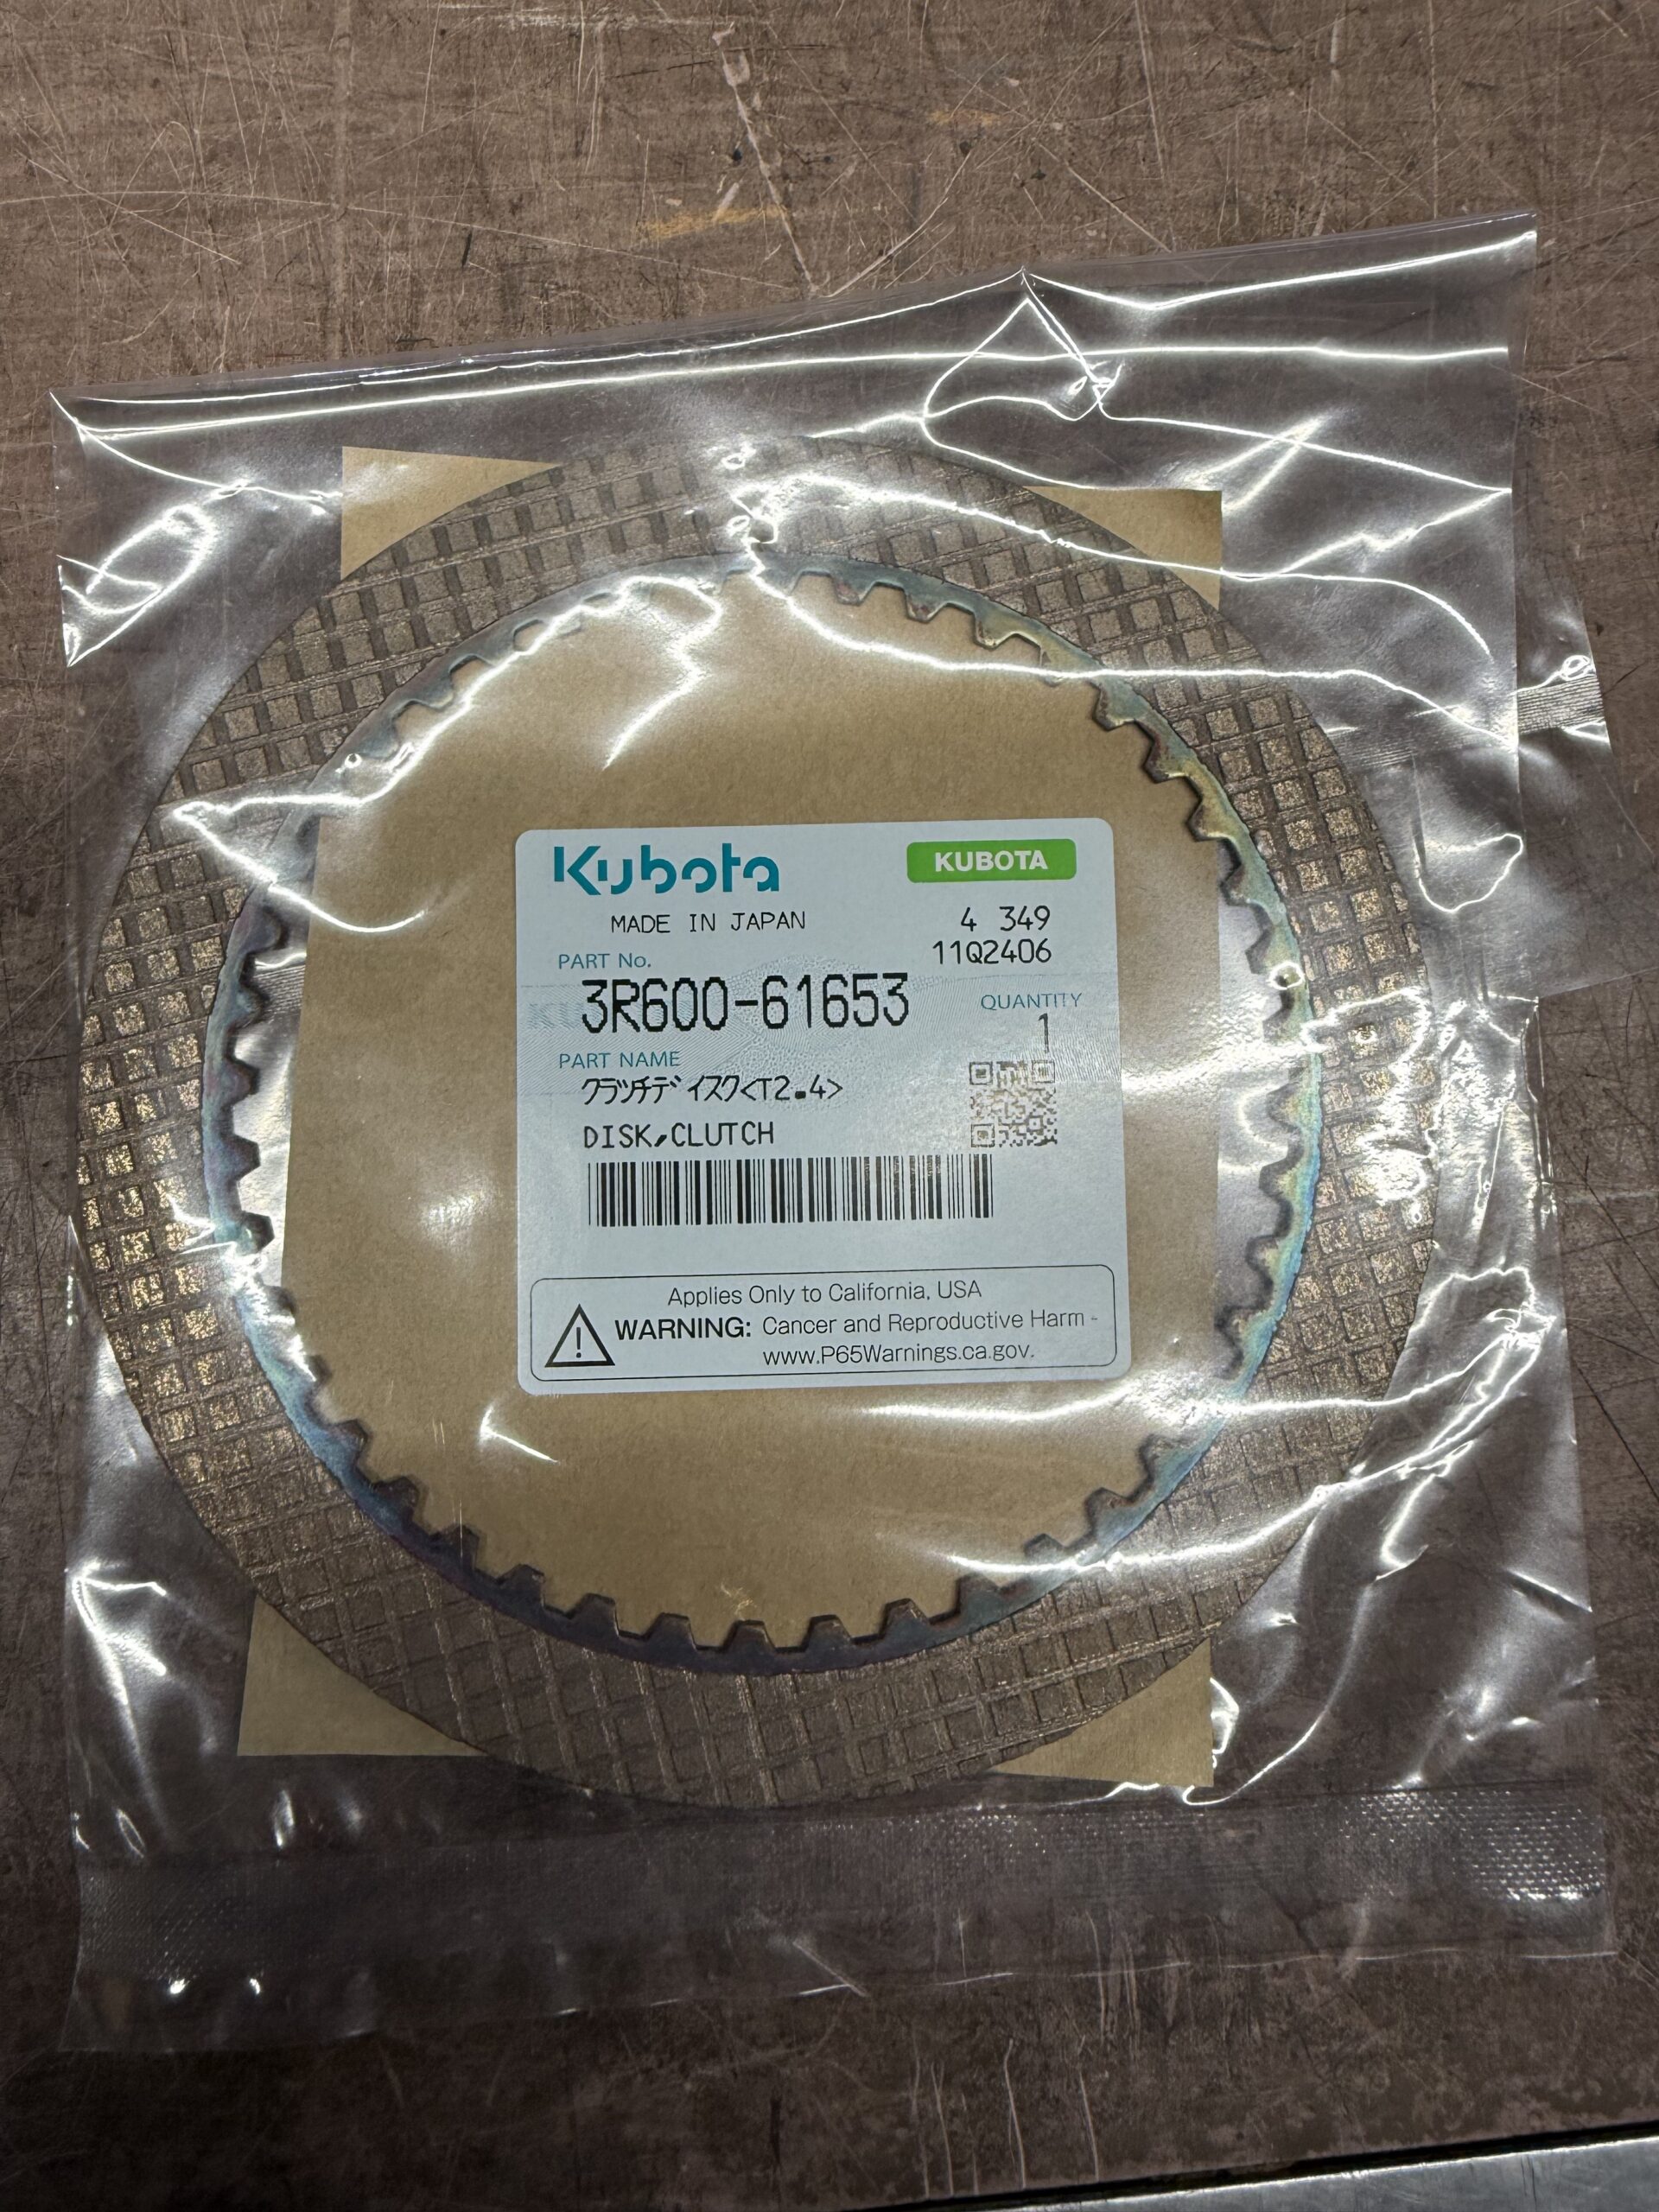 Kubota
KUBOTA
MADE IN JAPAN
4 349
11Q2406
PART No.
3R600-61653
QUANTITY
1
PART NAME
クラッチディスク<T2.4>
DISK,CLUTCH
Applies Only to California, USA
WARNING: Cancer and Reproductive Harm -
www.P65Warnings.ca.gov.